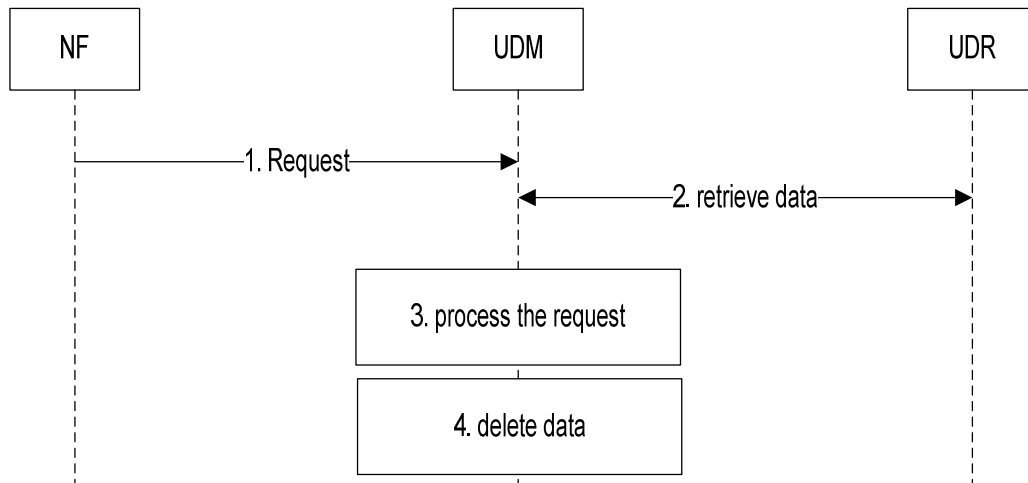 NF
UDM
UDR
1. Request
2. retrieve data
3. process the request
4. delete data